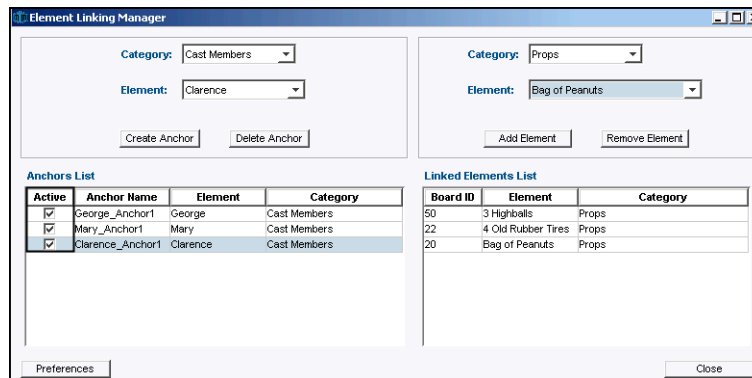 Element Linking Manager
Category: Cast Members
Element: Clarence
Create Anchor Delete Anchor
Category: Props
Element: Bag of Peanuts
Add Element Remove Element
Anchors List
Active Anchor Name Element Category
George_Anchor1 George Cast Members
Mary_Anchor1 Mary Cast Members
Clarence_Anchor1 Clarence Cast Members
Linked Elements List
Board ID Element Category
50 3 Highballs Props
22 4 Old Rubber Tires Props
20 Bag of Peanuts Props
Preferences Close